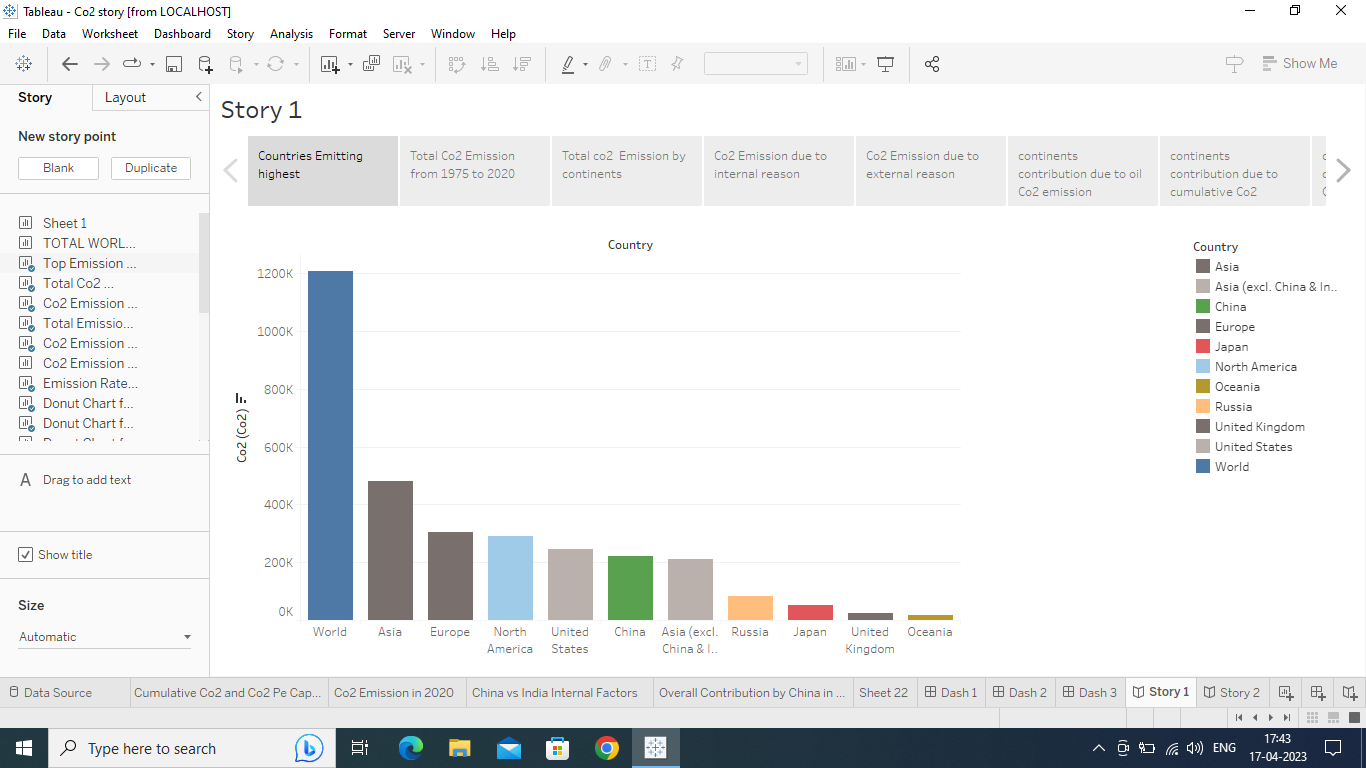 Tableau - Co2 story [from LOCALHOST]
File Data Worksheet Dashboard Story Analysis Format Server Window Help
Show Me
Story Layout
New story point
Blank Duplicate
Sheet 1
TOTAL WORL...
Top Emission ...
Total Co2 ...
Co2 Emission ...
Total Emissio...
Co2 Emission ...
Co2 Emission ...
Emission Rate...
Donut Chart f...
Donut Chart f...
A Drag to add text
Show title
Size
Automatic
Story 1
Countries Emitting
highest
Total Co2 Emission
from 1975 to 2020
Total co2 Emission by
continents
Co2 Emission due to
internal reason
Co2 Emission due to
external reason
continents
contribution due to oil
Co2 emission
continents
contribution due to
cumulative Co2
Country
Co2 (Co2)
1200K
1000K
800K
600K
400K
200K
0K
World
Asia
Europe
North
America
United
States
China
Asia (excl.
China & I..
Russia
Japan
United
Kingdom
Oceania
Country
Asia
Asia (excl. China & In..
China
Europe
Japan
North America
Oceania
Russia
United Kingdom
United States
World
Data Source Cumulative Co2 and Co2 Pe Cap... Co2 Emission in 2020 China vs India Internal Factors Overall Contribution by China in ... Sheet 22 Dash 1 Dash 2 Dash 3 Story 1 Story 2
Type here to search
ENG
17:43
17-04-2023